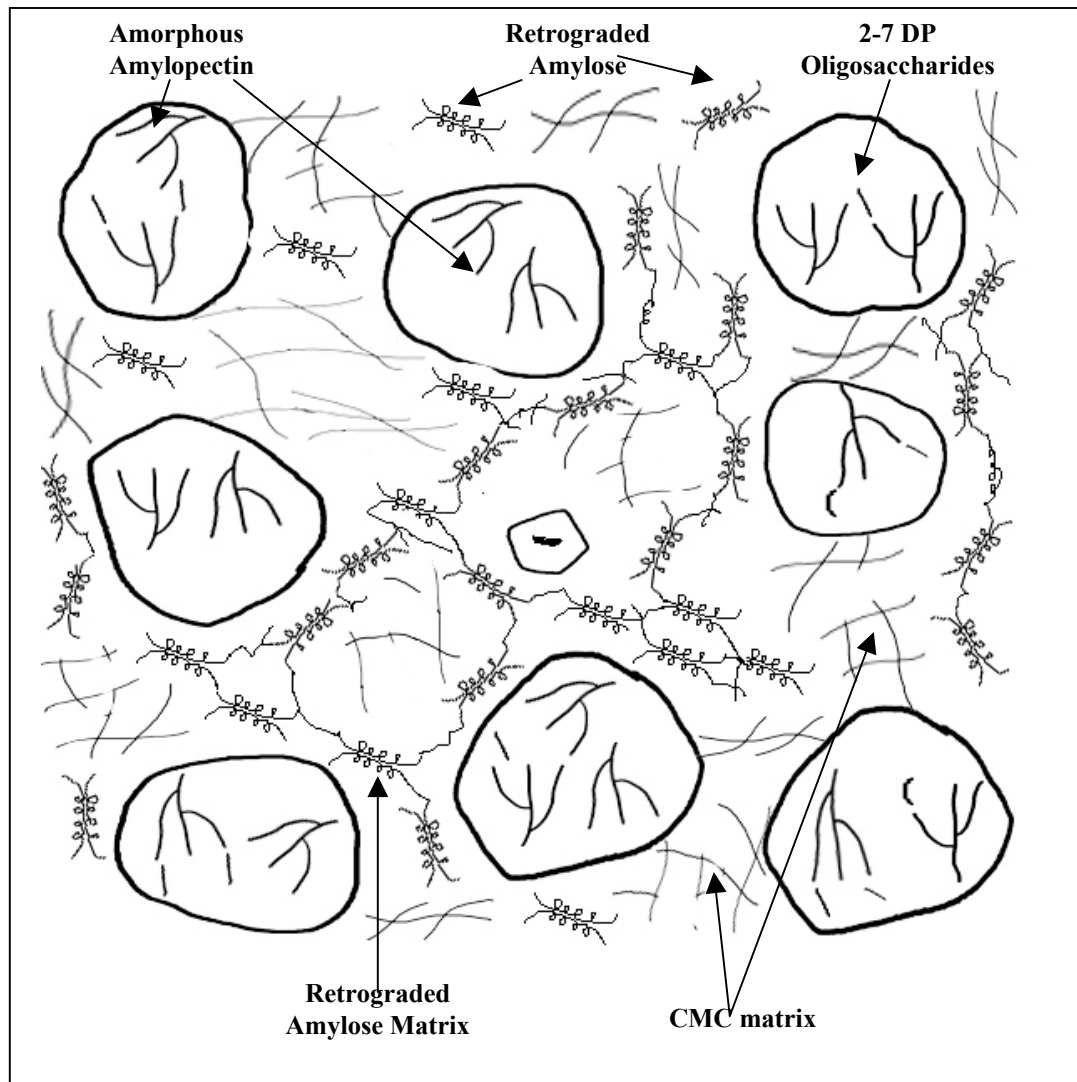 Amorphous
Amylopectin
Retrograded
Amylose
2-7 DP
Oligosaccharides
Retrograded
Amylose Matrix
CMC matrix